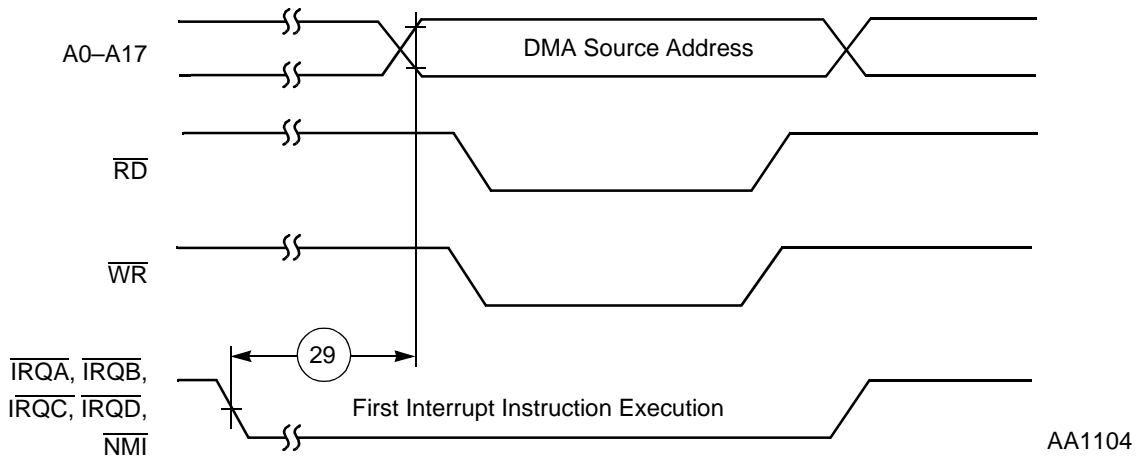 A0–A17
DMA Source Address
RD
WR
29
IRQA, IRQB,
IRQC, IRQD,
NMI
First Interrupt Instruction Execution
AA1104